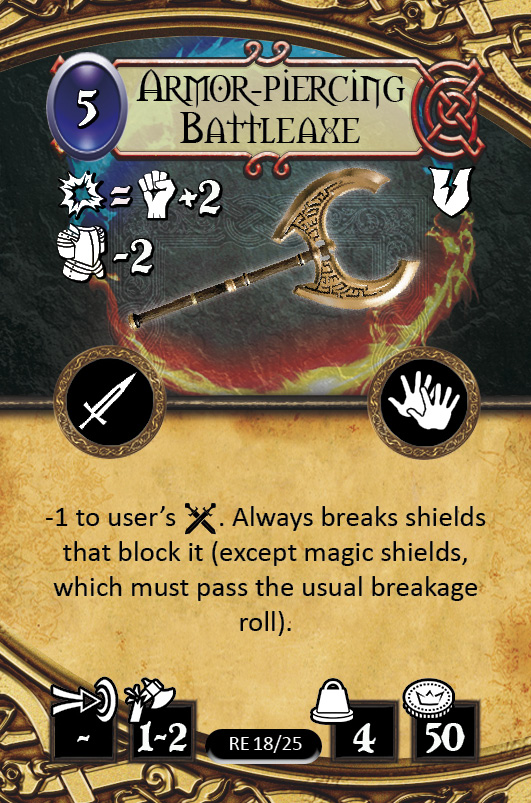 5
ARMOR-PIERCING
BATTLEAXE
= +2
-2
-1 to user's . Always breaks shields
that block it (except magic shields,
which must pass the usual breakage
roll).
- 1-2 RE 18/25 4 50